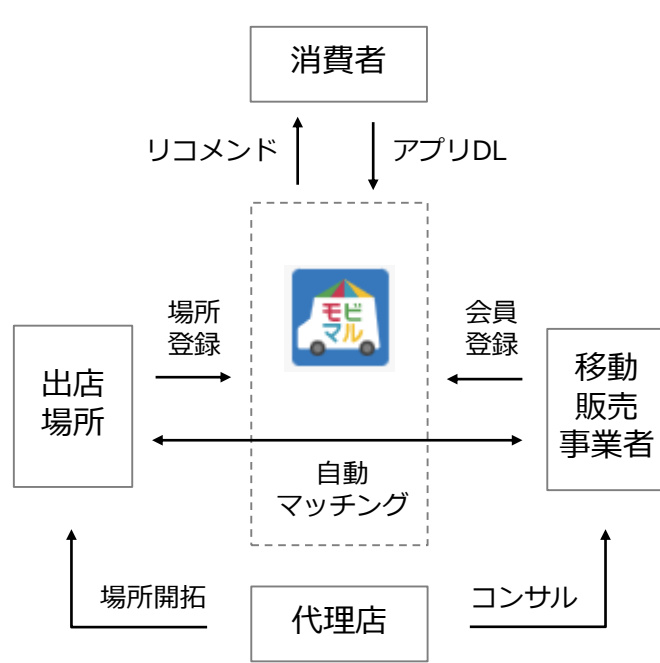 消費者
リコメンド
アプリDL
モビ
マル
場所
登録
会員
登録
出店
場所
移動
販売
事業者
自動
マッチング
場所開拓
代理店
コンサル